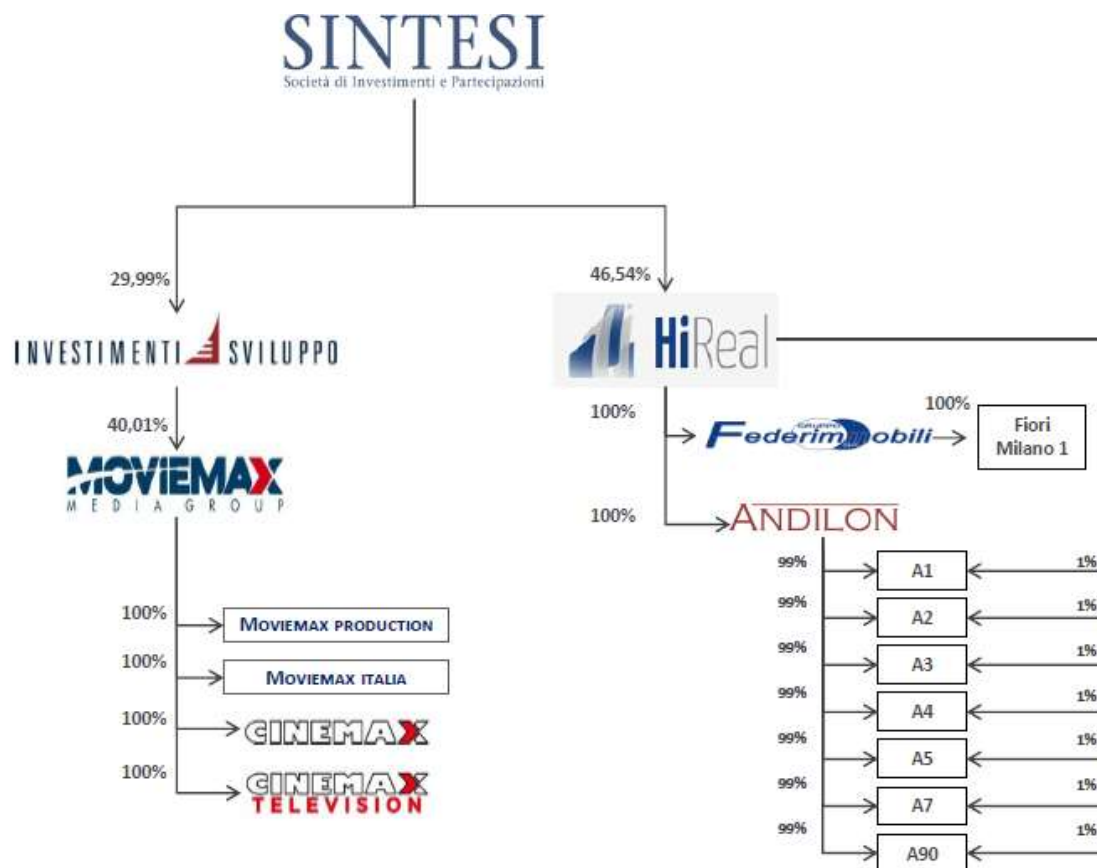 SINTESI
Società di Investimenti e Partecipazioni
29,99%
46,54%
INVESTIMENTI SVILUPPO
HiReal
40,01%
100%
100%
MOVIEMAX
MEDIA GROUP
GRUPPO
Federimmobili
Fiori
Milano 1
100%
ANDILON
99%
A1
1%
99%
A2
1%
99%
A3
1%
99%
A4
1%
99%
A5
1%
99%
A7
1%
99%
A90
1%
100%
MOVIEMAX PRODUCTION
100%
MOVIEMAX ITALIA
100%
CINEMAX
100%
CINEMAX
TELEVISION